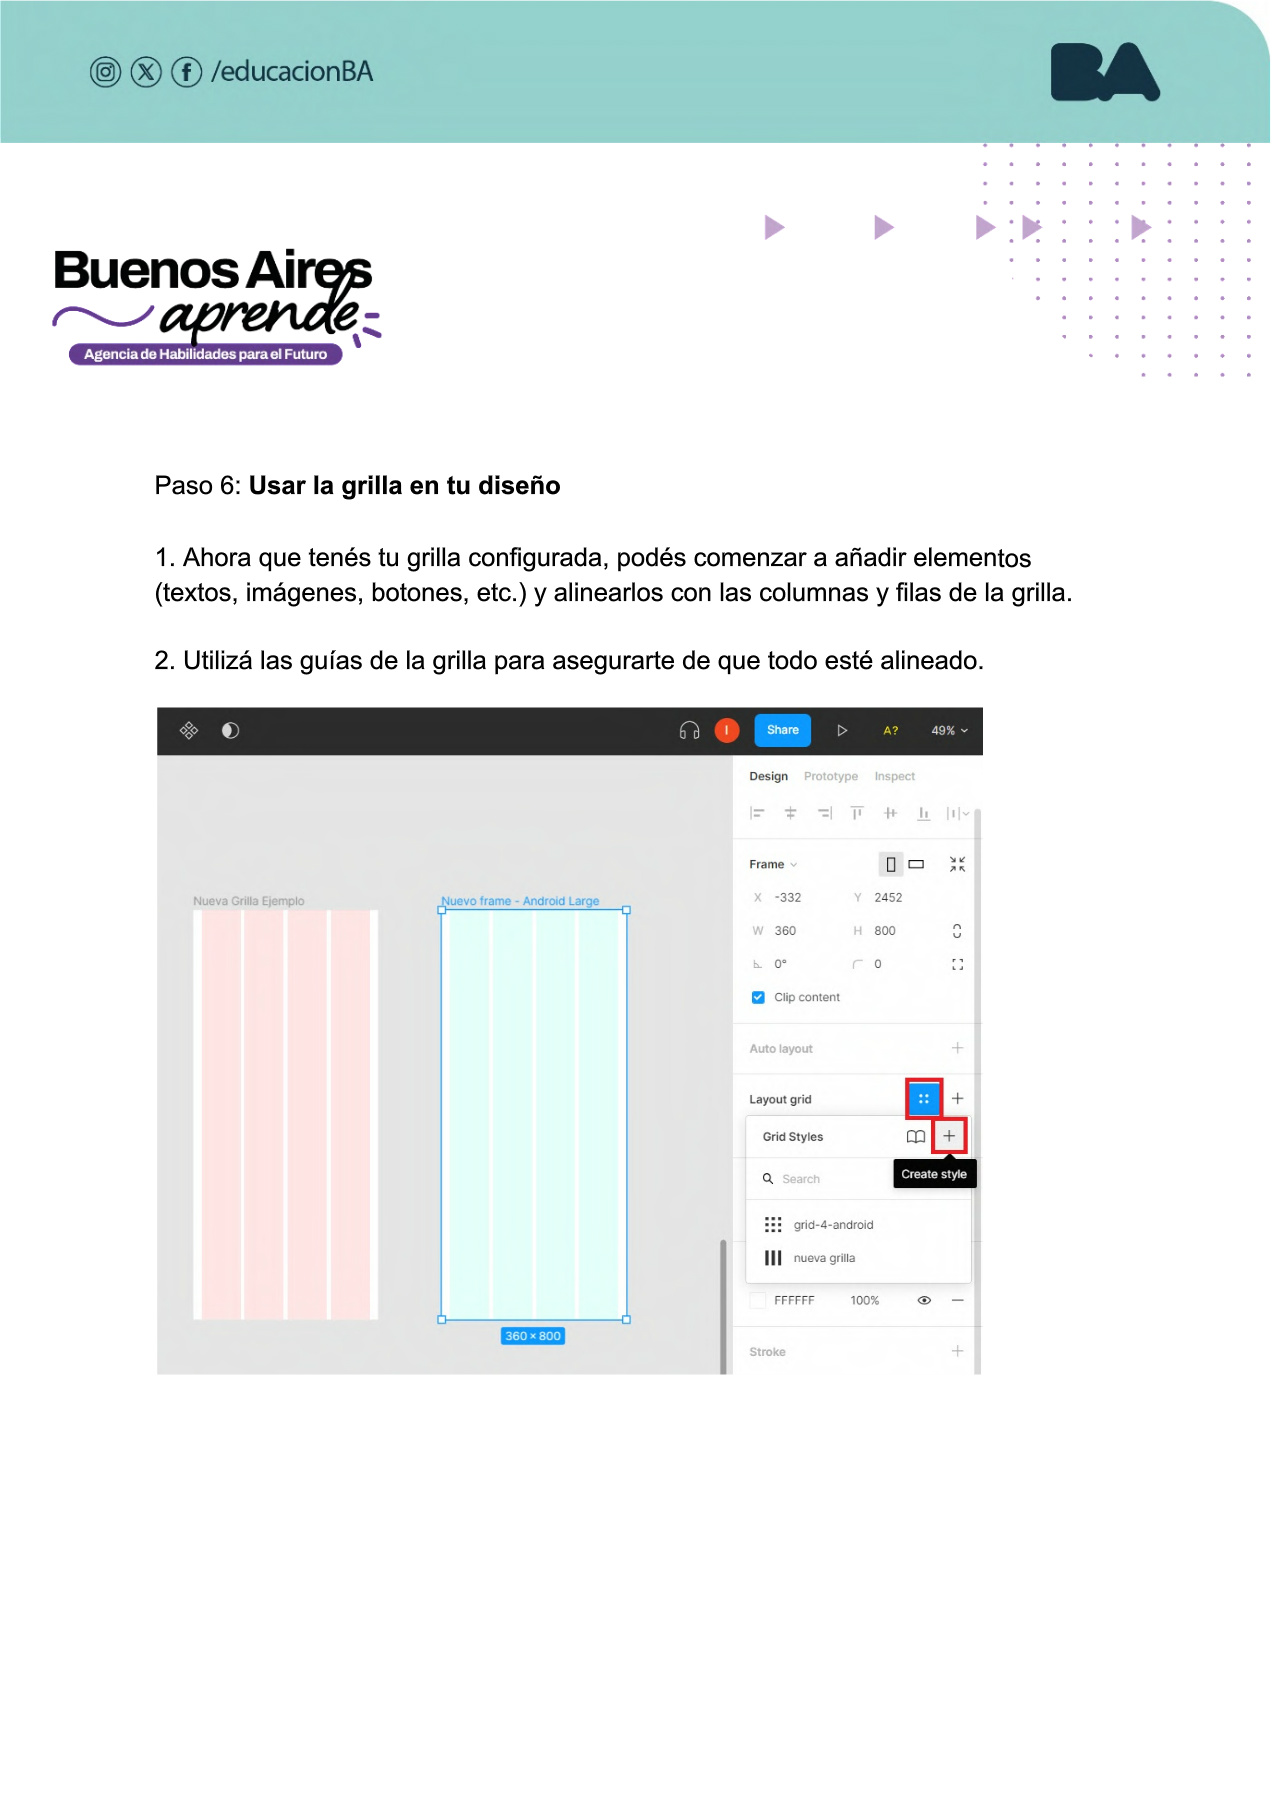 /educacionBA
BA
Buenos Aires
aprende
Agencia de Habilidades para el Futuro
Paso 6: Usar la grilla en tu diseño
1. Ahora que tenés tu grilla configurada, podés comenzar a añadir elementos
(textos, imágenes, botones, etc.) y alinearlos con las columnas y filas de la grilla.
2. Utilizá las guías de la grilla para asegurarte de que todo esté alineado.
I Share A? 49%
Design Prototype Inspect
Frame
X -332 Y 2452
W 360 H 800
0° 0
Clip content
Auto layout
Layout grid
Grid Styles
Create style
Search
grid-4-android
nueva grilla
FFFFFF 100%
Stroke
Nueva Grilla Ejemplo
Nuevo frame - Android Large
360 × 800